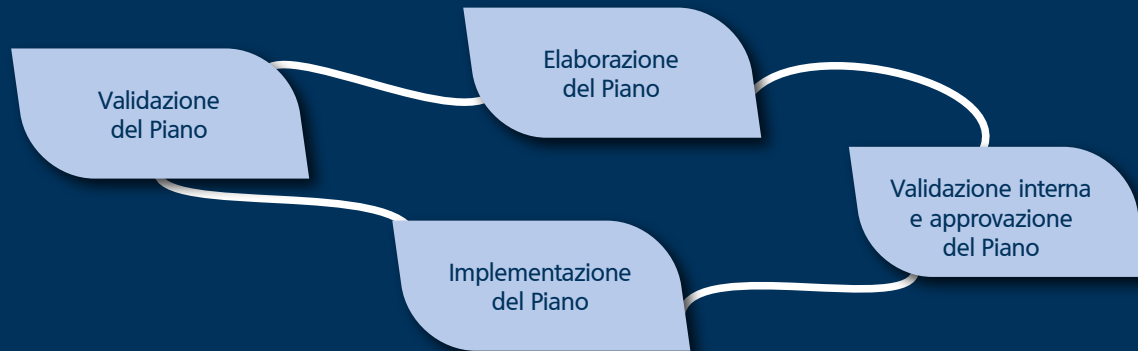 Elaborazione
del Piano
Validazione
del Piano
Validazione interna
e approvazione
del Piano
Implementazione
del Piano